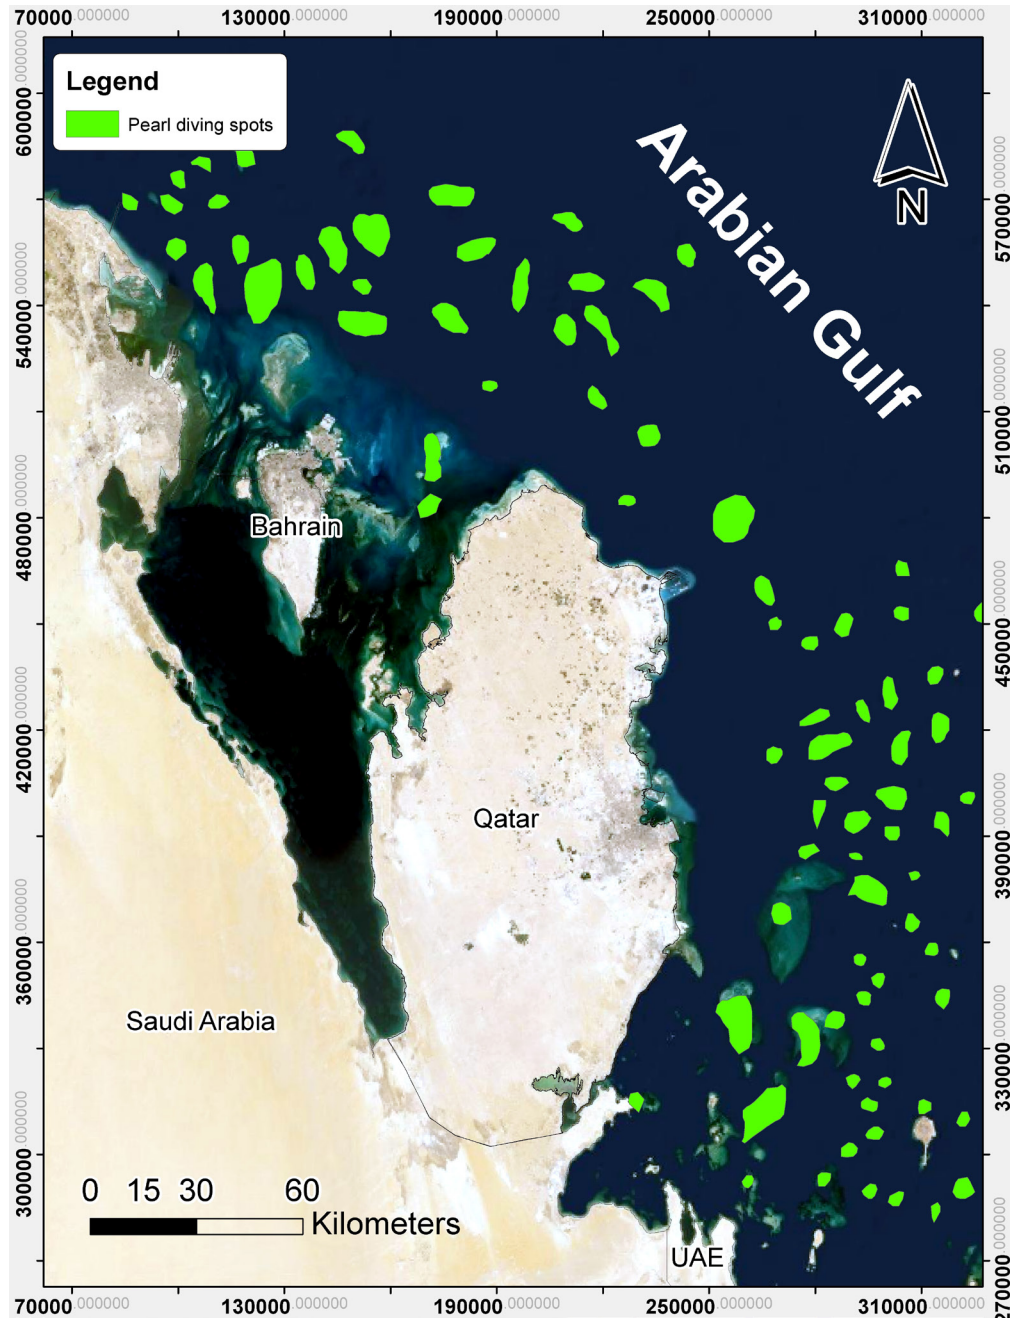 70000.000000 130000.000000 190000.000000 250000.000000 310000.000000
Legend
Pearl diving spots
Arabian Gulf
N
600000.000000
570000.000000
540000.000000
510000.000000
480000.000000
450000.000000
420000.000000
390000.000000
360000.000000
330000.000000
300000.000000
270000.000000
Bahrain
Qatar
Saudi Arabia
UAE
0 15 30 60
Kilometers
70000.000000 130000.000000 190000.000000 250000.000000 310000.000000